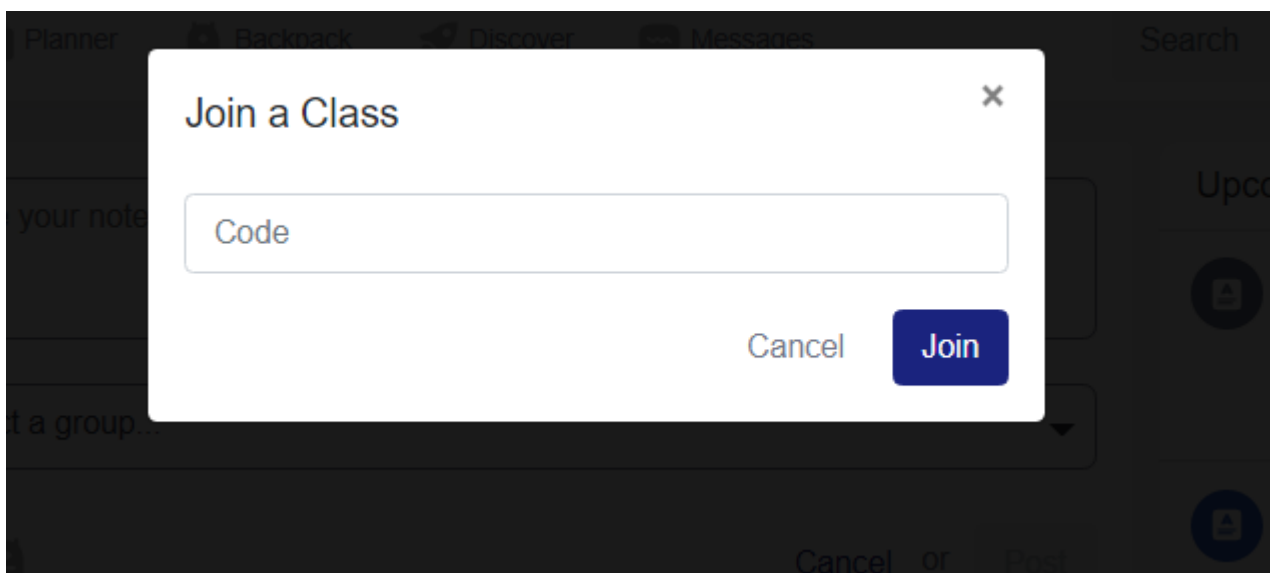 Planner Backpack Discover Messages Search
Join a Class ×
Upco
your note
Code
Cancel Join
t a group...
Cancel or Post